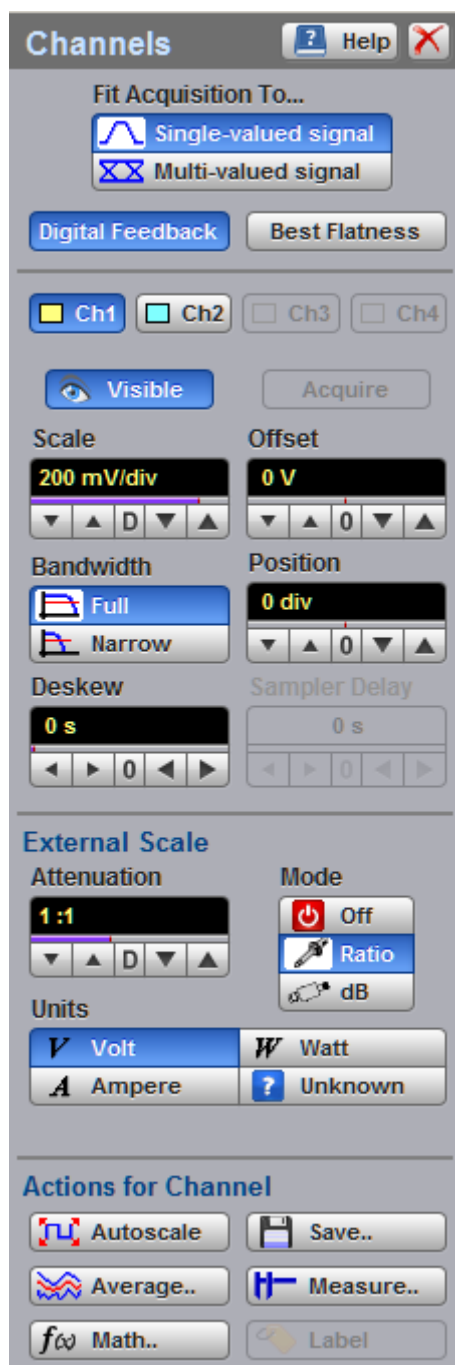 Channels Help
Fit Acquisition To...
Single-valued signal
Multi-valued signal
Digital Feedback Best Flatness
Ch1 Ch2 Ch3 Ch4
Visible Acquire
Scale Offset
200 mV/div 0 V
D 0
Bandwidth Position
Full 0 div
Narrow 0
Deskew Sampler Delay
0 s 0 s
0 0
External Scale
Attenuation Mode
1 :1 Off
D Ratio
dB
Units
V Volt W Watt
A Ampere ? Unknown
Actions for Channel
Autoscale Save..
Average.. Measure..
f(ω) Math.. Label